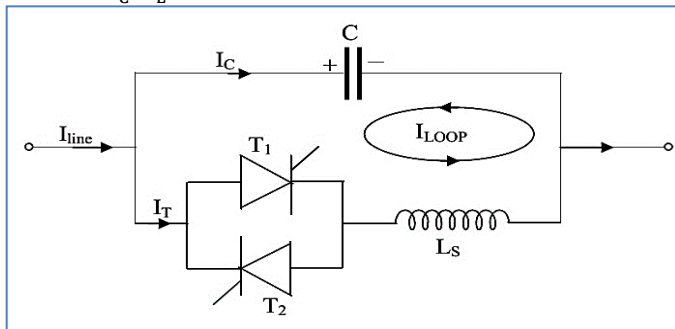 C
I_C
+ −
I_line
I_LOOP
T_1
I_T
L_S
T_2